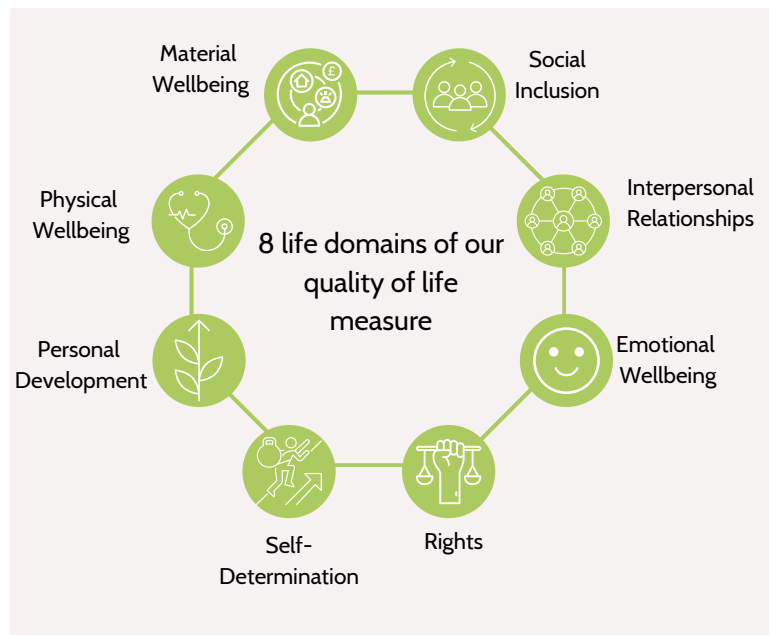 Material
Wellbeing
£
Social
Inclusion
Physical
Wellbeing
Interpersonal
Relationships
8 life domains of our
quality of life
measure
Personal
Development
Emotional
Wellbeing
Self-
Determination
Rights